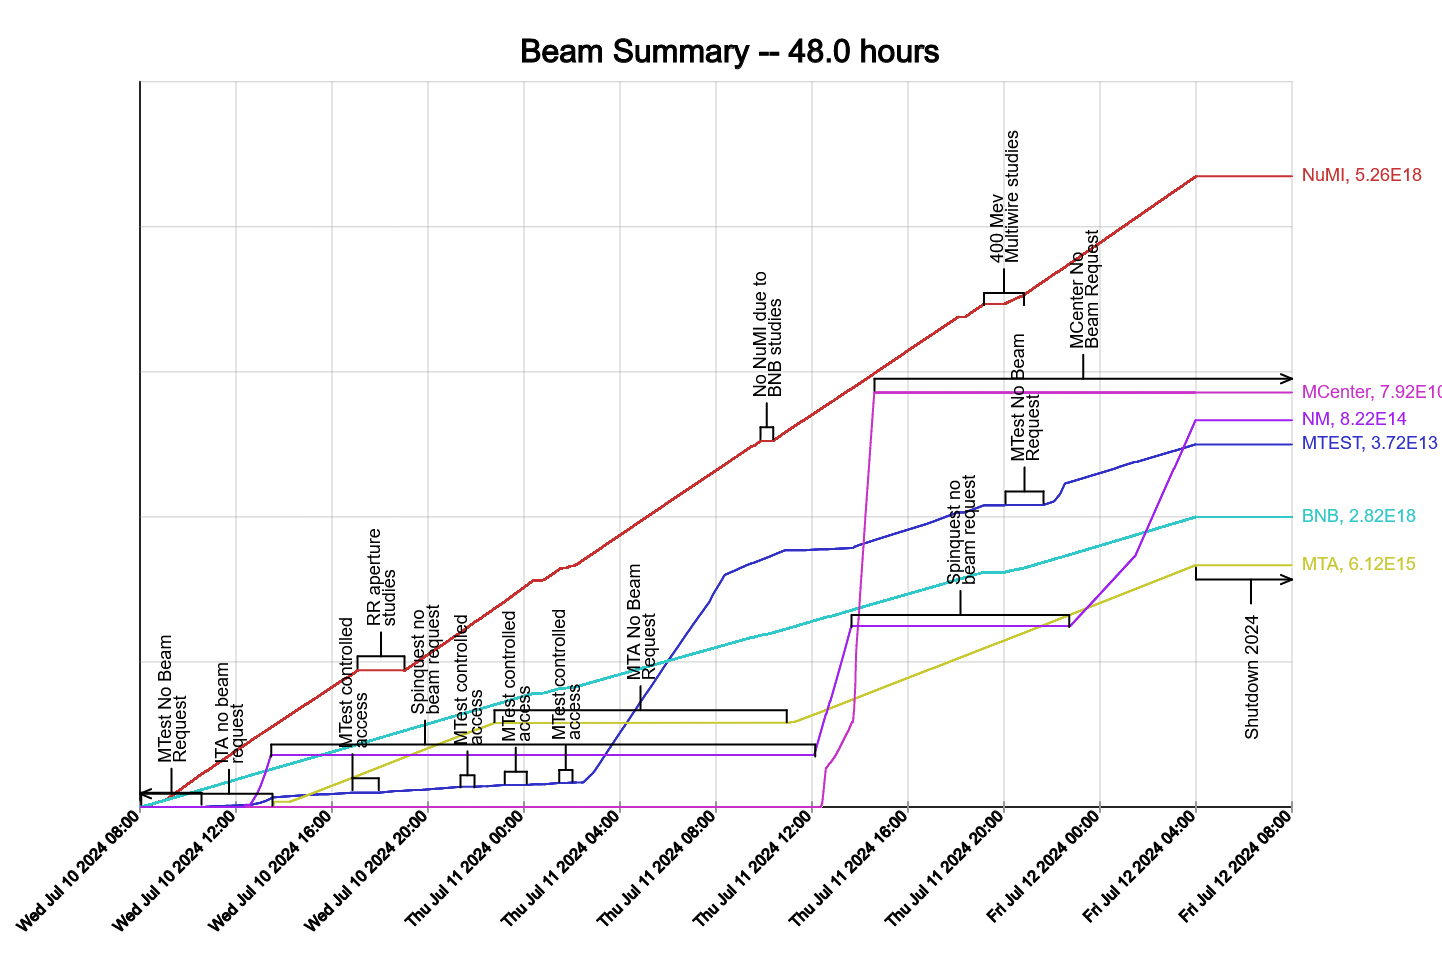 Beam Summary -- 48.0 hours
NuMI, 5.26E18
MCenter, 7.92E10
NM, 8.22E14
MTEST, 3.72E13
BNB, 2.82E18
MTA, 6.12E15
MTest No Beam
Request
ITA no beam
request
MTest controlled
access
RR aperture
studies
Spinquest no
beam request
MTest controlled
access
MTest controlled
access
MTest controlled
access
MTA No Beam
Request
No NuMI due to
BNB studies
Spinquest no
beam request
400 Mev
Multiwire studies
MTest No Beam
Request
MCenter No
Beam Request
Shutdown 2024
Wed Jul 10 2024 08:00
Wed Jul 10 2024 12:00
Wed Jul 10 2024 16:00
Wed Jul 10 2024 20:00
Thu Jul 11 2024 00:00
Thu Jul 11 2024 04:00
Thu Jul 11 2024 08:00
Thu Jul 11 2024 12:00
Thu Jul 11 2024 16:00
Thu Jul 11 2024 20:00
Fri Jul 12 2024 00:00
Fri Jul 12 2024 04:00
Fri Jul 12 2024 08:00